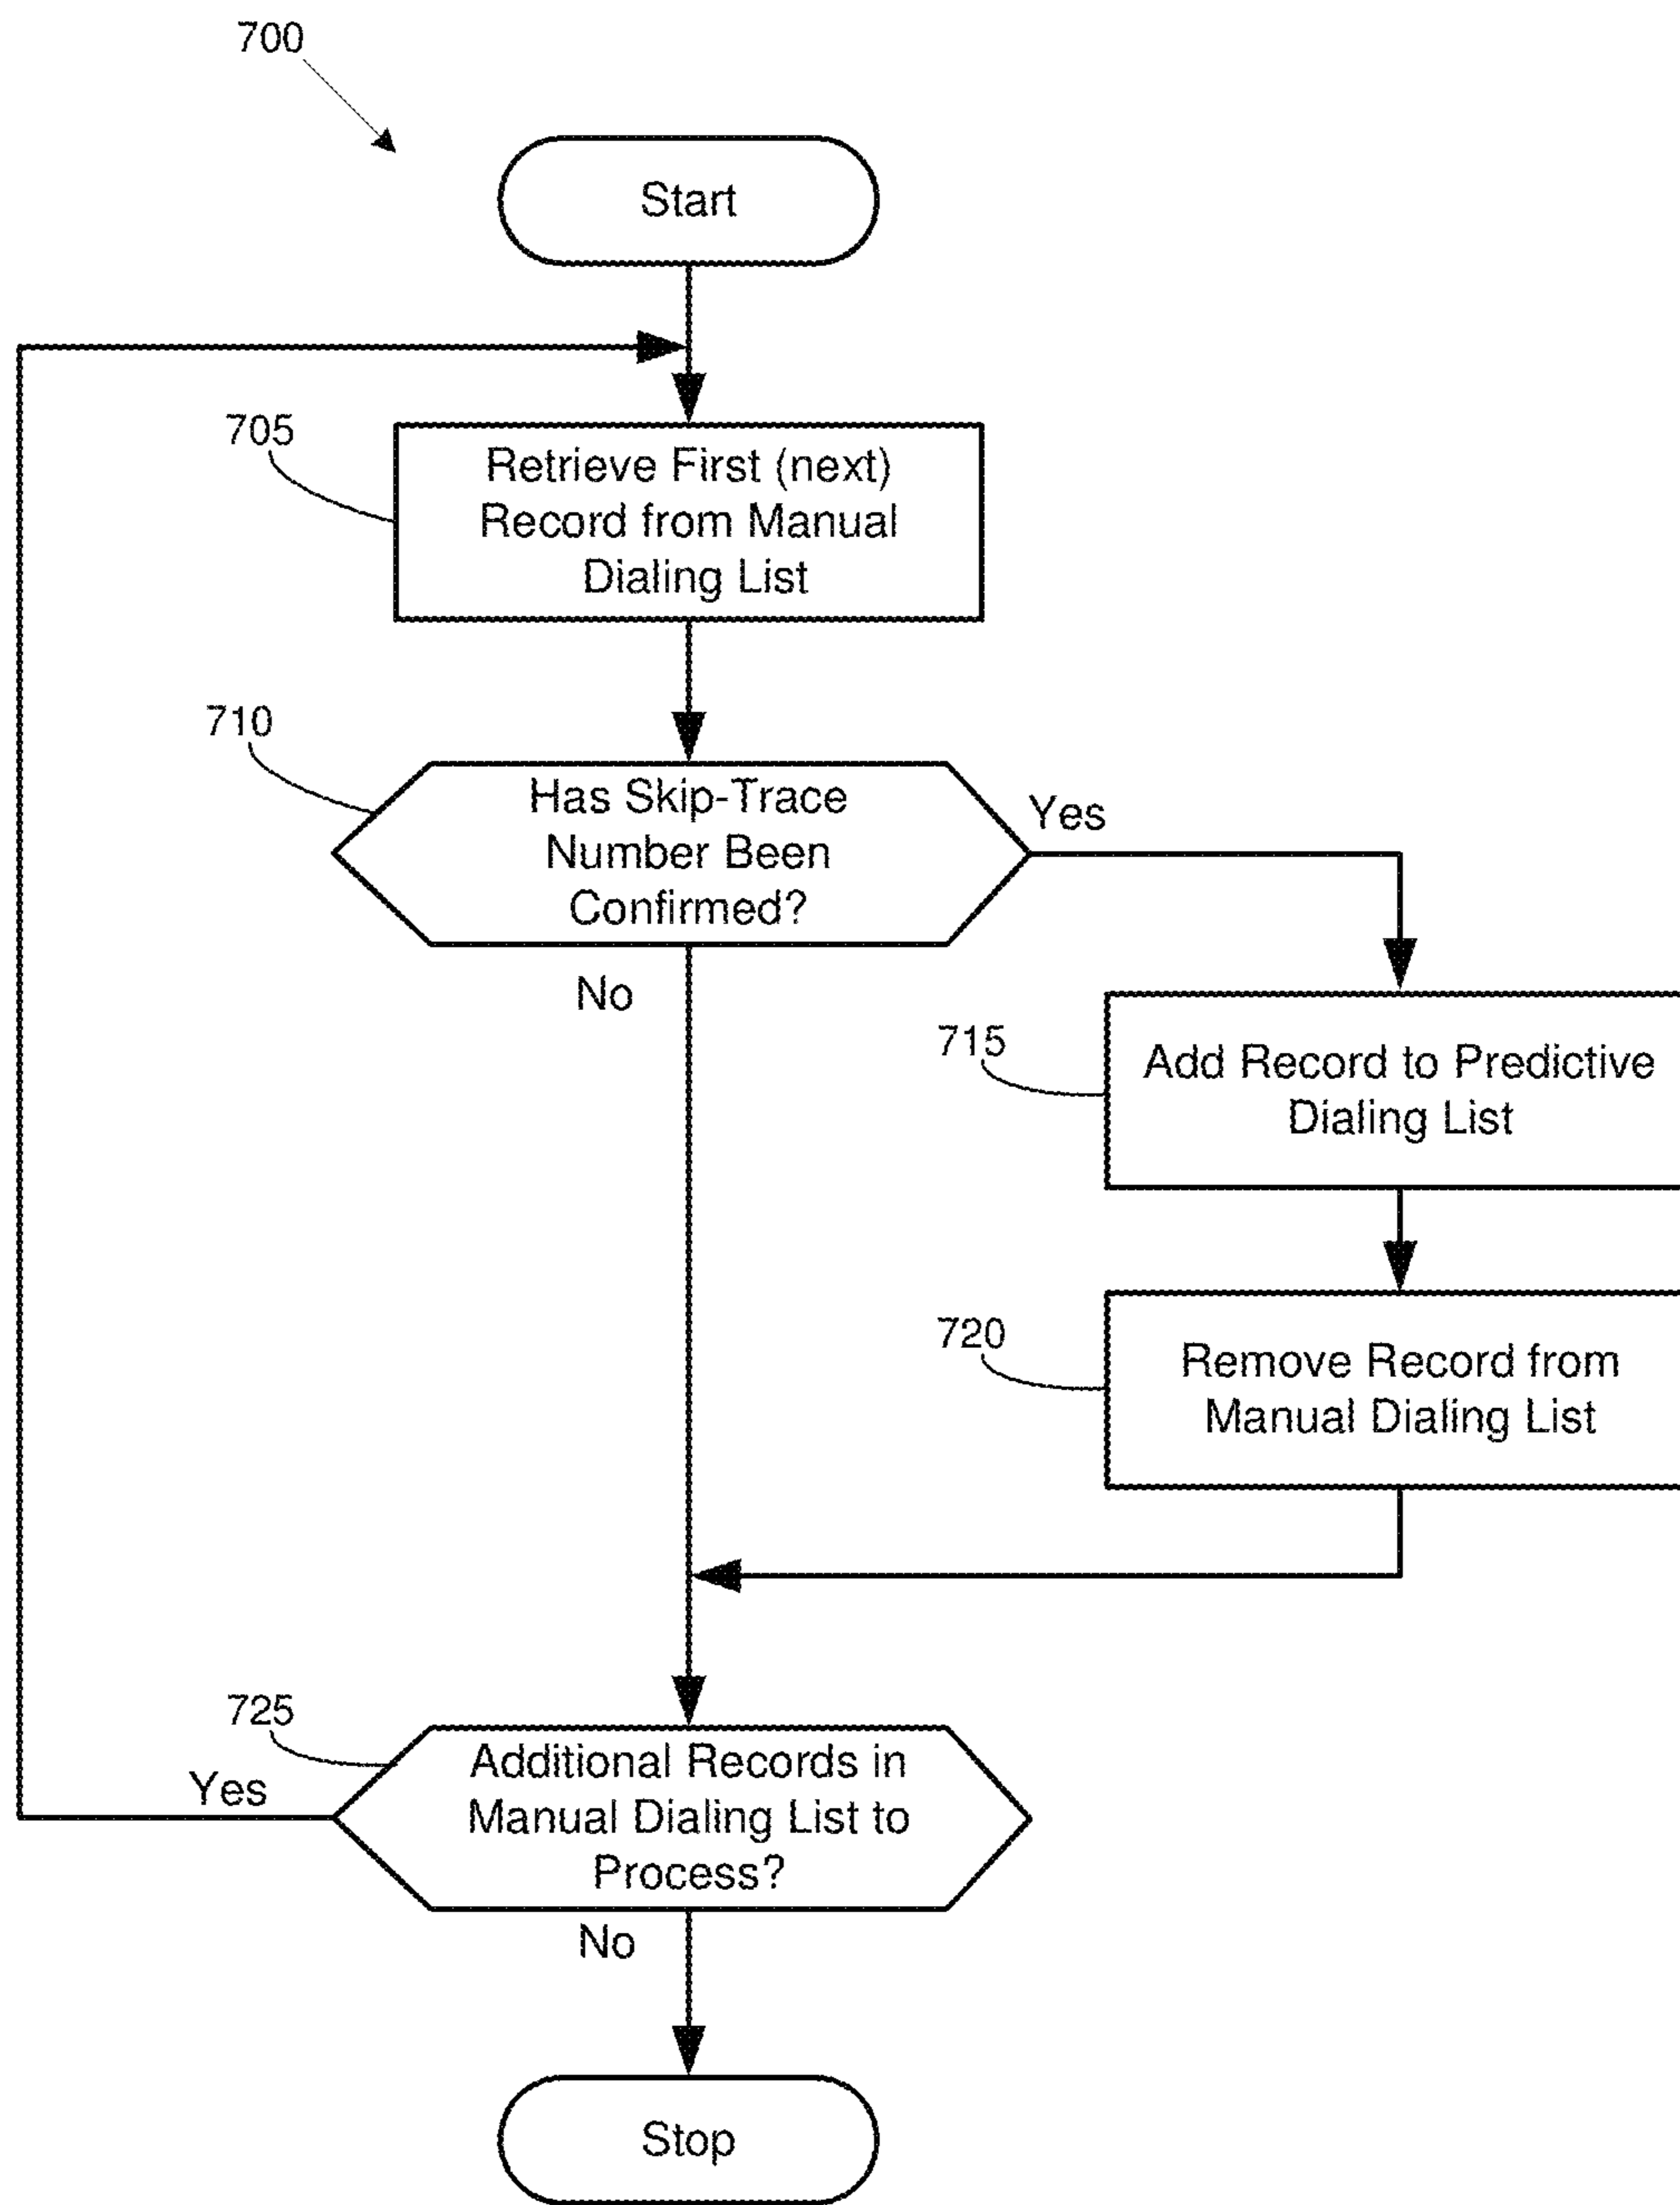 700
Start
705
Retrieve First (next)
Record from Manual
Dialing List
710
Has Skip-Trace
Number Been
Confirmed?
Yes
No
715
Add Record to Predictive
Dialing List
720
Remove Record from
Manual Dialing List
725
Additional Records in
Manual Dialing List to
Process?
Yes
No
Stop